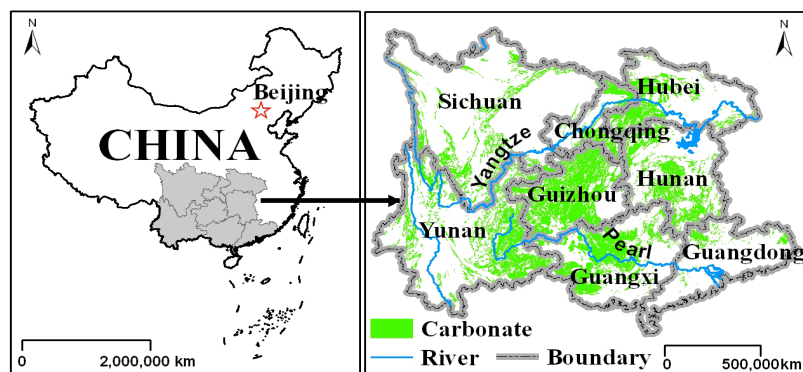 N
Beijing
CHINA
0 2,000,000 km
N
Hubei
Sichuan
Chongqing
Yangtze
Hunan
Guizhou
Yunan
Pearl
Guangdong
Guangxi
Carbonate
River
Boundary
0 500,000km